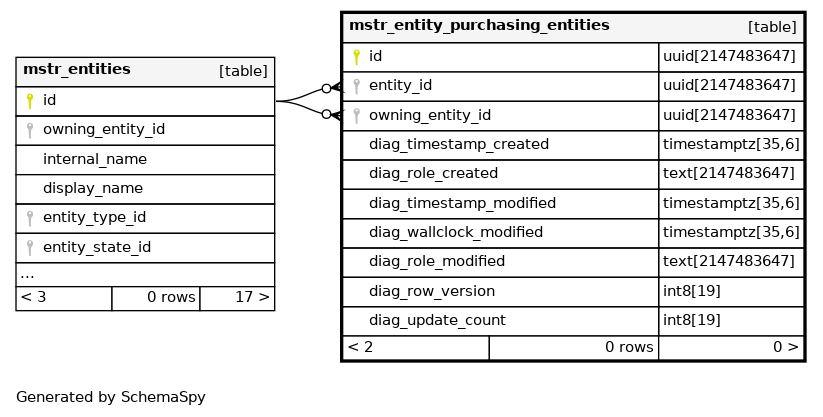 mstr_entities [table]
id
owning_entity_id
internal_name
display_name
entity_type_id
entity_state_id
...
< 3 0 rows 17 >
mstr_entity_purchasing_entities [table]
id uuid[2147483647]
entity_id uuid[2147483647]
owning_entity_id uuid[2147483647]
diag_timestamp_created timestamptz[35,6]
diag_role_created text[2147483647]
diag_timestamp_modified timestamptz[35,6]
diag_wallclock_modified timestamptz[35,6]
diag_role_modified text[2147483647]
diag_row_version int8[19]
diag_update_count int8[19]
< 2 0 rows 0 >
Generated by SchemaSpy